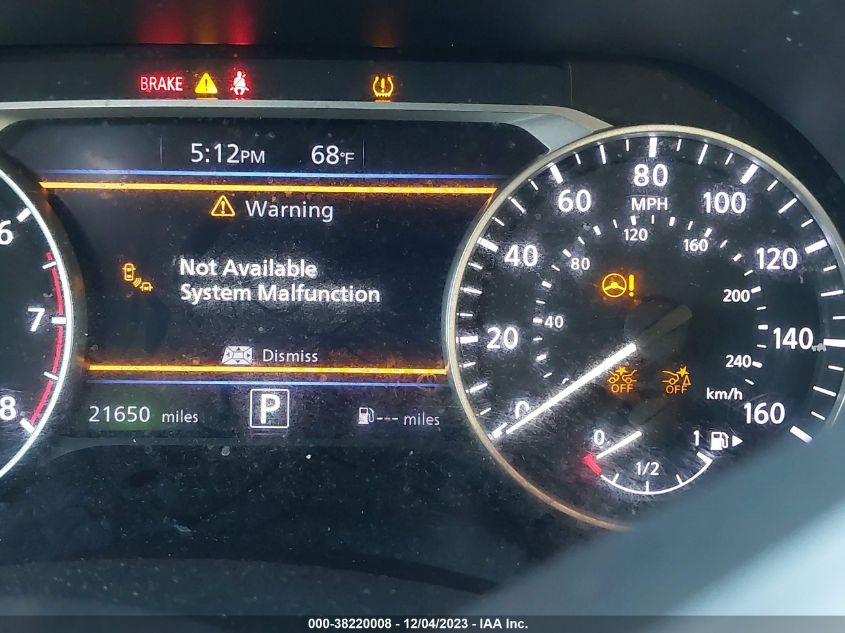 BRAKE
5:12PM 68°F
Warning
Not Available
System Malfunction
Dismiss
21650 miles
P
--- miles
6
7
8
0
20
40
60
80
100
120
140
160
MPH
40
80
120
160
200
240
km/h
OFF
OFF
0
1/2
1
000-38220008 - 12/04/2023 - IAA Inc.